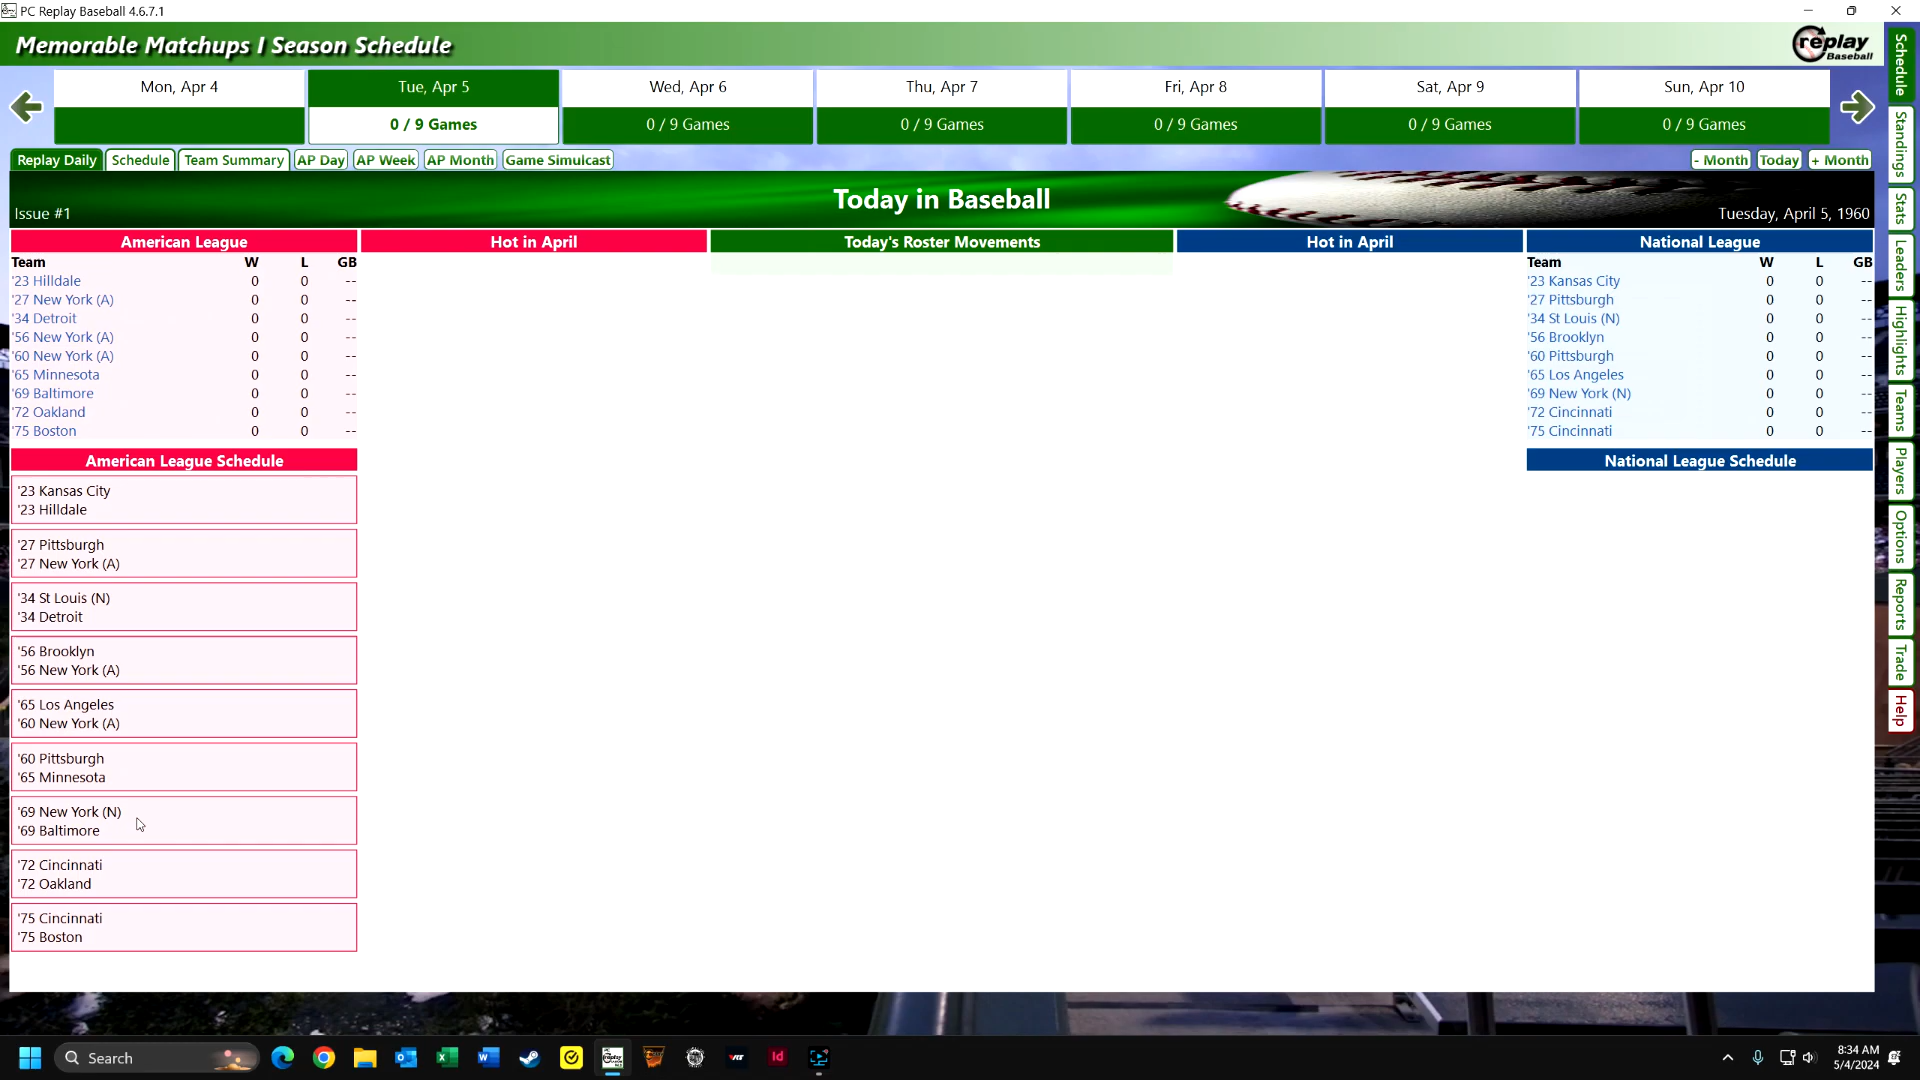 PC Replay Baseball 4.6.7.1
Memorable Matchups I Season Schedule
replay Baseball
Mon, Apr 4
Tue, Apr 5
Wed, Apr 6
Thu, Apr 7
Fri, Apr 8
Sat, Apr 9
Sun, Apr 10
0 / 9 Games
0 / 9 Games
0 / 9 Games
0 / 9 Games
0 / 9 Games
0 / 9 Games
Replay Daily Schedule Team Summary AP Day AP Week AP Month Game Simulcast - Month Today + Month
Issue #1
Today in Baseball
Tuesday, April 5, 1960
American League
Team W L GB
'23 Hilldale 0 0 --
'27 New York (A) 0 0 --
'34 Detroit 0 0 --
'56 New York (A) 0 0 --
'60 New York (A) 0 0 --
'65 Minnesota 0 0 --
'69 Baltimore 0 0 --
'72 Oakland 0 0 --
'75 Boston 0 0 --
American League Schedule
'23 Kansas City
'23 Hilldale
'27 Pittsburgh
'27 New York (A)
'34 St Louis (N)
'34 Detroit
'56 Brooklyn
'56 New York (A)
'65 Los Angeles
'60 New York (A)
'60 Pittsburgh
'65 Minnesota
'69 New York (N)
'69 Baltimore
'72 Cincinnati
'72 Oakland
'75 Cincinnati
'75 Boston
Hot in April
Today's Roster Movements
Hot in April
National League
Team W L GB
'23 Kansas City 0 0 --
'27 Pittsburgh 0 0 --
'34 St Louis (N) 0 0 --
'56 Brooklyn 0 0 --
'60 Pittsburgh 0 0 --
'65 Los Angeles 0 0 --
'69 New York (N) 0 0 --
'72 Cincinnati 0 0 --
'75 Cincinnati 0 0 --
National League Schedule
Schedule
Standings
Stats
Leaders
Highlights
Teams
Players
Options
Reports
Trade
Help
Search
Id
8:34 AM
5/4/2024